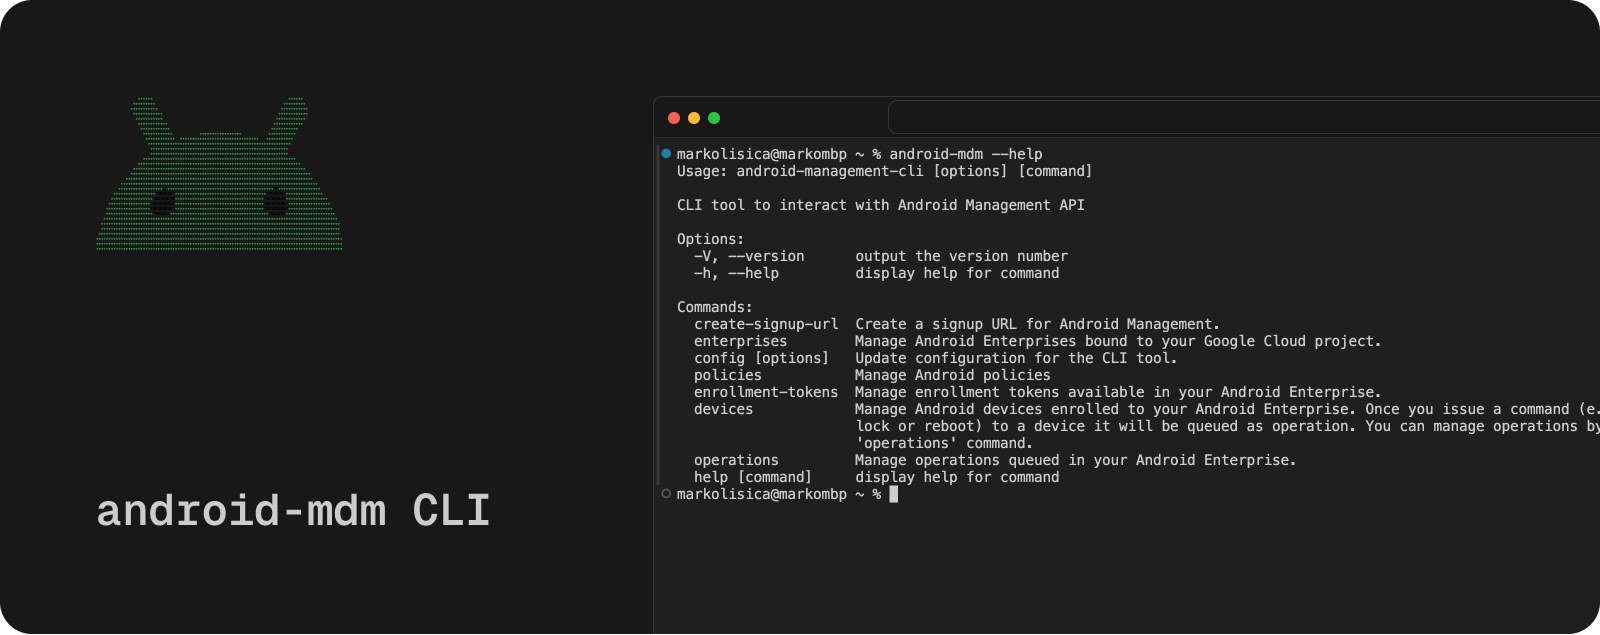 android-mdm CLI
markolisica@markombp ~ % android-mdm --help
Usage: android-management-cli [options] [command]
CLI tool to interact with Android Management API
Options:
-V, --version output the version number
-h, --help display help for command
Commands:
create-signup-url Create a signup URL for Android Management.
enterprises Manage Android Enterprises bound to your Google Cloud project.
config [options] Update configuration for the CLI tool.
policies Manage Android policies
enrollment-tokens Manage enrollment tokens available in your Android Enterprise.
devices Manage Android devices enrolled to your Android Enterprise. Once you issue a command (e.
lock or reboot) to a device it will be queued as operation. You can manage operations by
'operations' command.
operations Manage operations queued in your Android Enterprise.
help [command] display help for command
markolisica@markombp ~ %